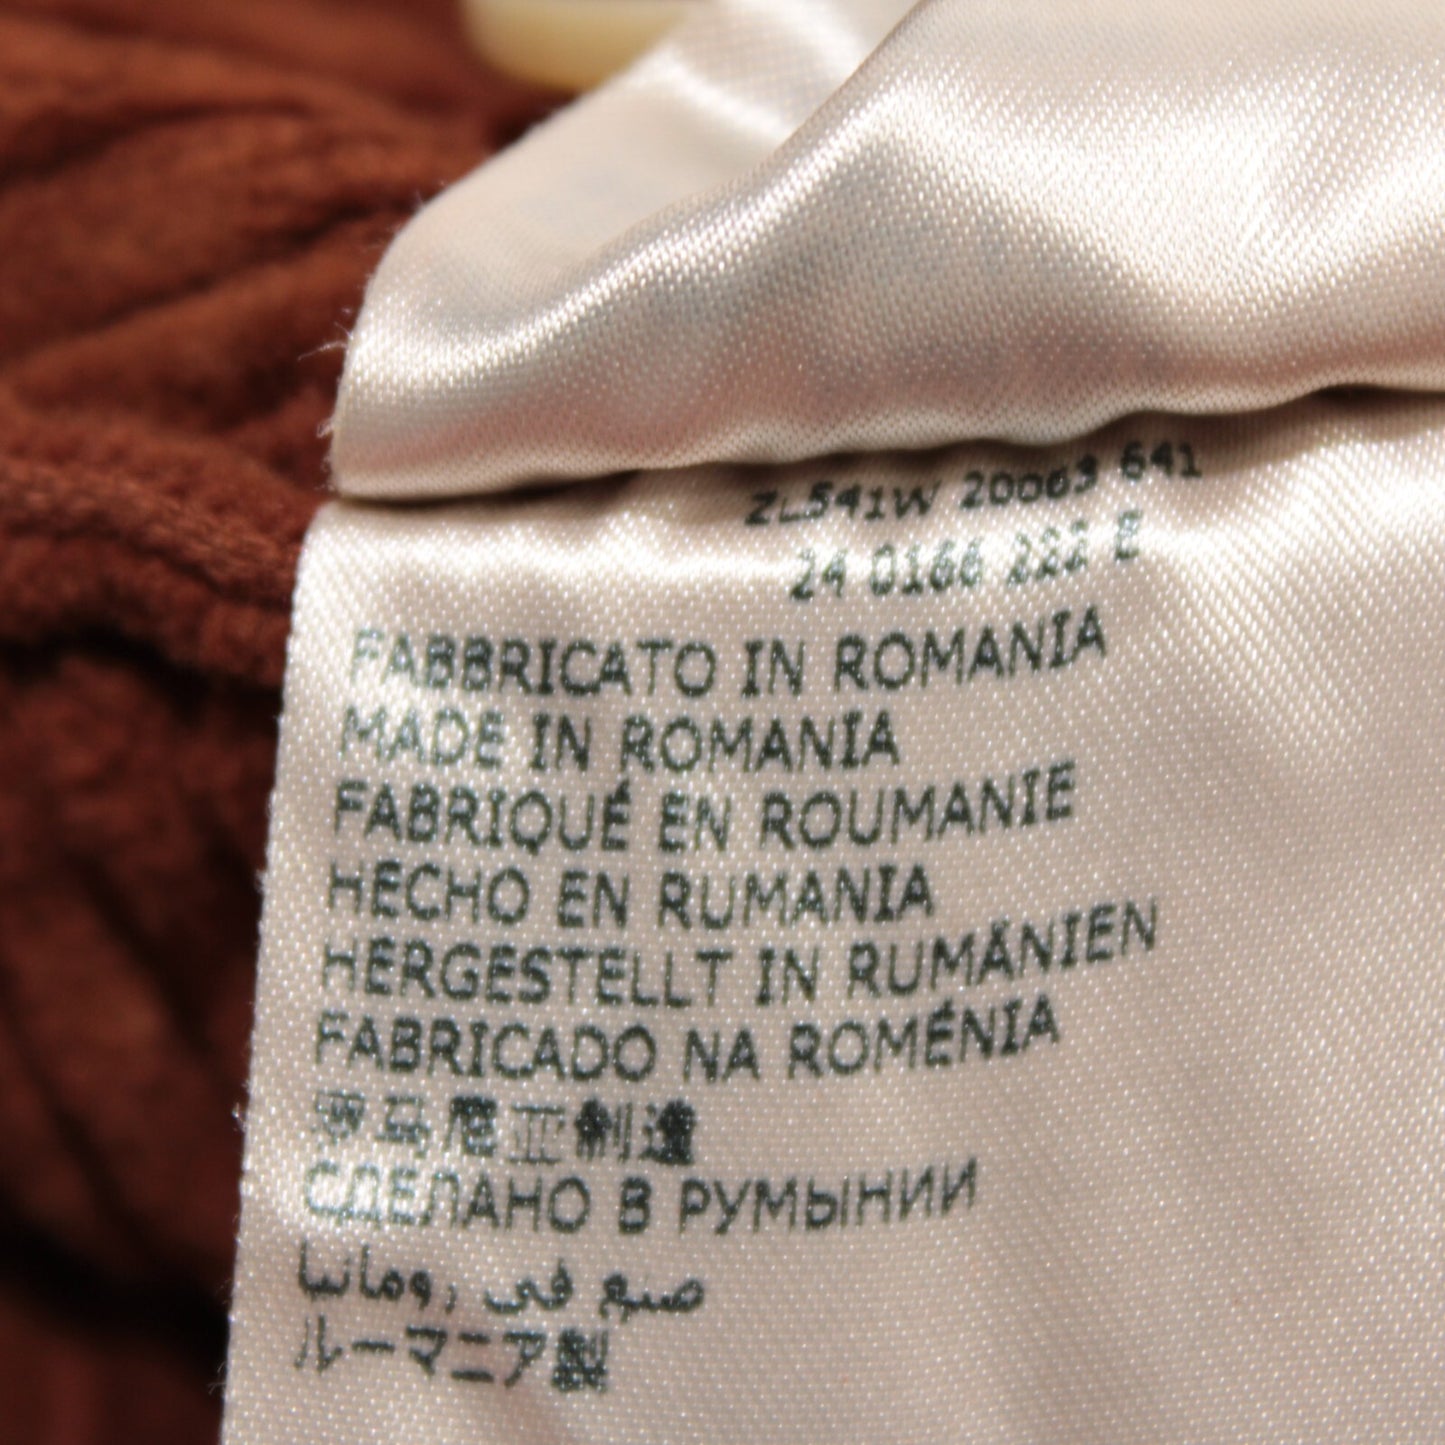 ZL541W 20063 641
24 0166 222 E
FABBRICATO IN ROMANIA
MADE IN ROMANIA
FABRIQUÉ EN ROUMANIE
HECHO EN RUMANIA
HERGESTELLT IN RUMÄNIEN
FABRICADO NA ROMÉNIA
罗马尼亚制造
СДЕЛАНО В РУМЫНИИ
صنع في رومانيا
ルーマニア製